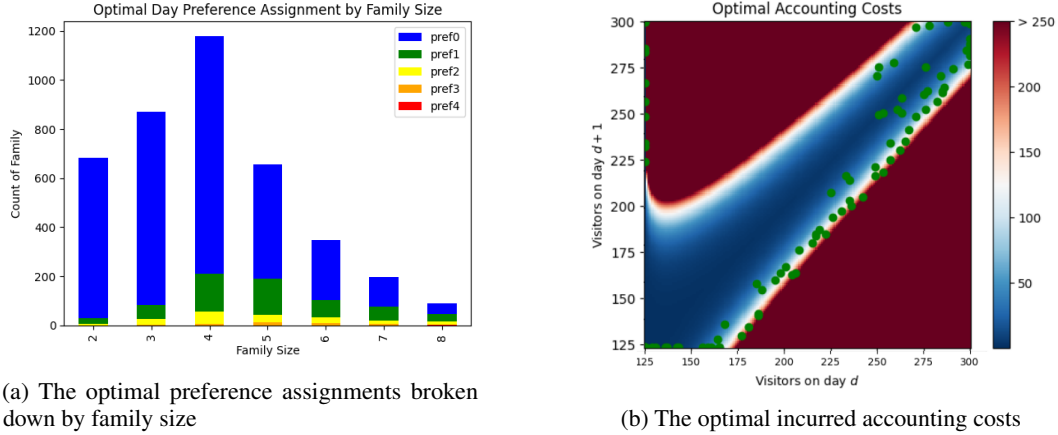 Optimal Day Preference Assignment by Family Size
1200
1000
800
600
400
200
0
Count of Family
pref0
pref1
pref2
pref3
pref4
2 3 4 5 6 7 8
Family Size
(a) The optimal preference assignments broken
down by family size
Optimal Accounting Costs
300
275
250
225
200
175
150
125
Visitors on day d + 1
125 150 175 200 225 250 275 300
Visitors on day d
> 250
200
150
100
50
(b) The optimal incurred accounting costs